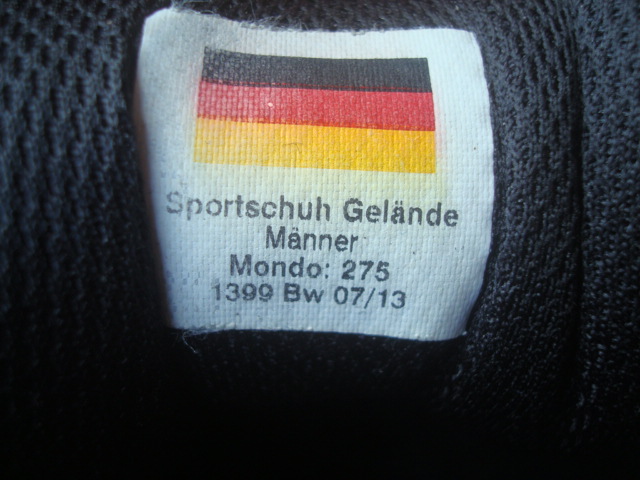 Sportschuh Gelände
Männer
Mondo: 275
1399 Bw 07/13